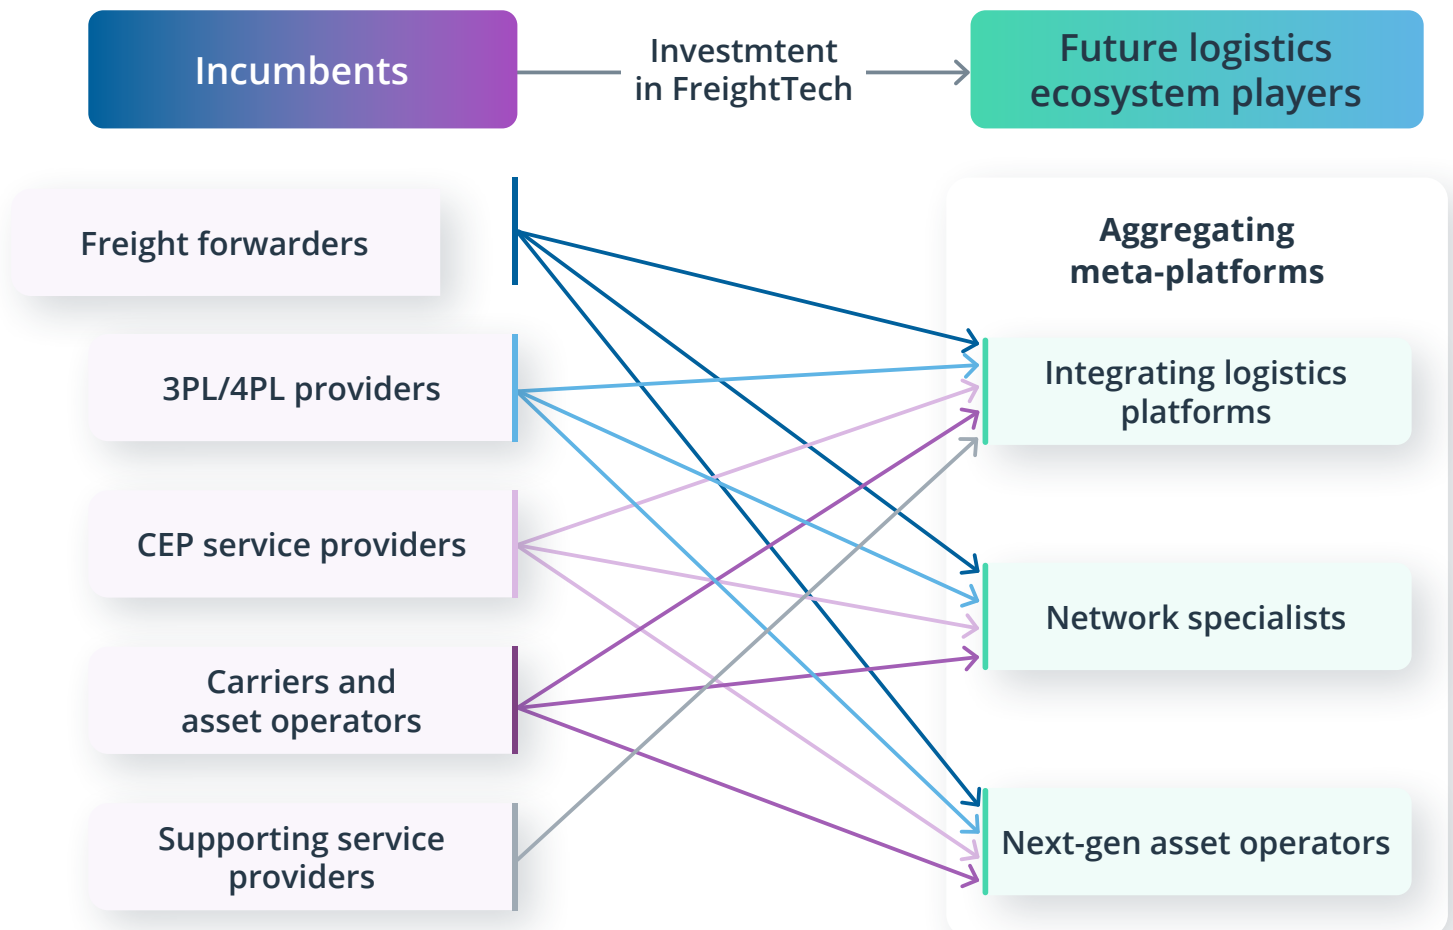 Incumbents
Investmtent
in FreightTech
Future logistics
ecosystem players
Freight forwarders
3PL/4PL providers
CEP service providers
Carriers and
asset operators
Supporting service
providers
Aggregating
meta-platforms
Integrating logistics
platforms
Network specialists
Next-gen asset operators